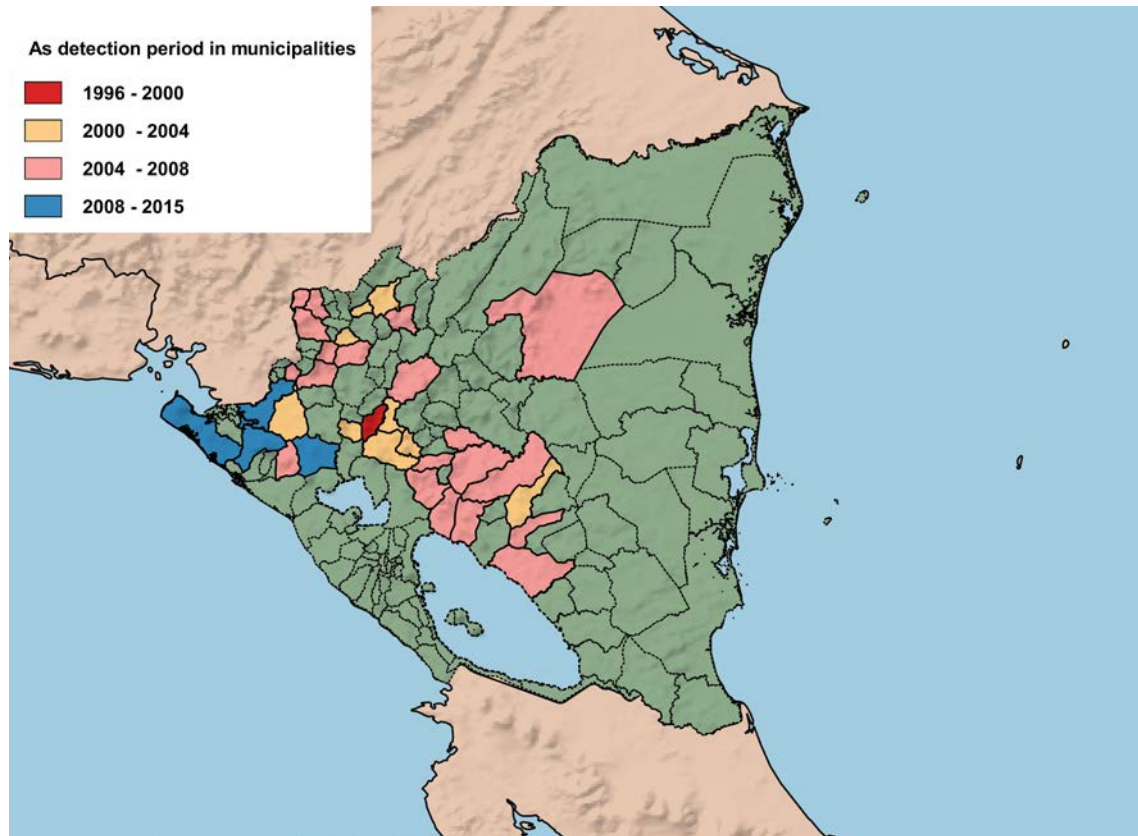 As detection period in municipalities
1996 - 2000
2000 - 2004
2004 - 2008
2008 - 2015